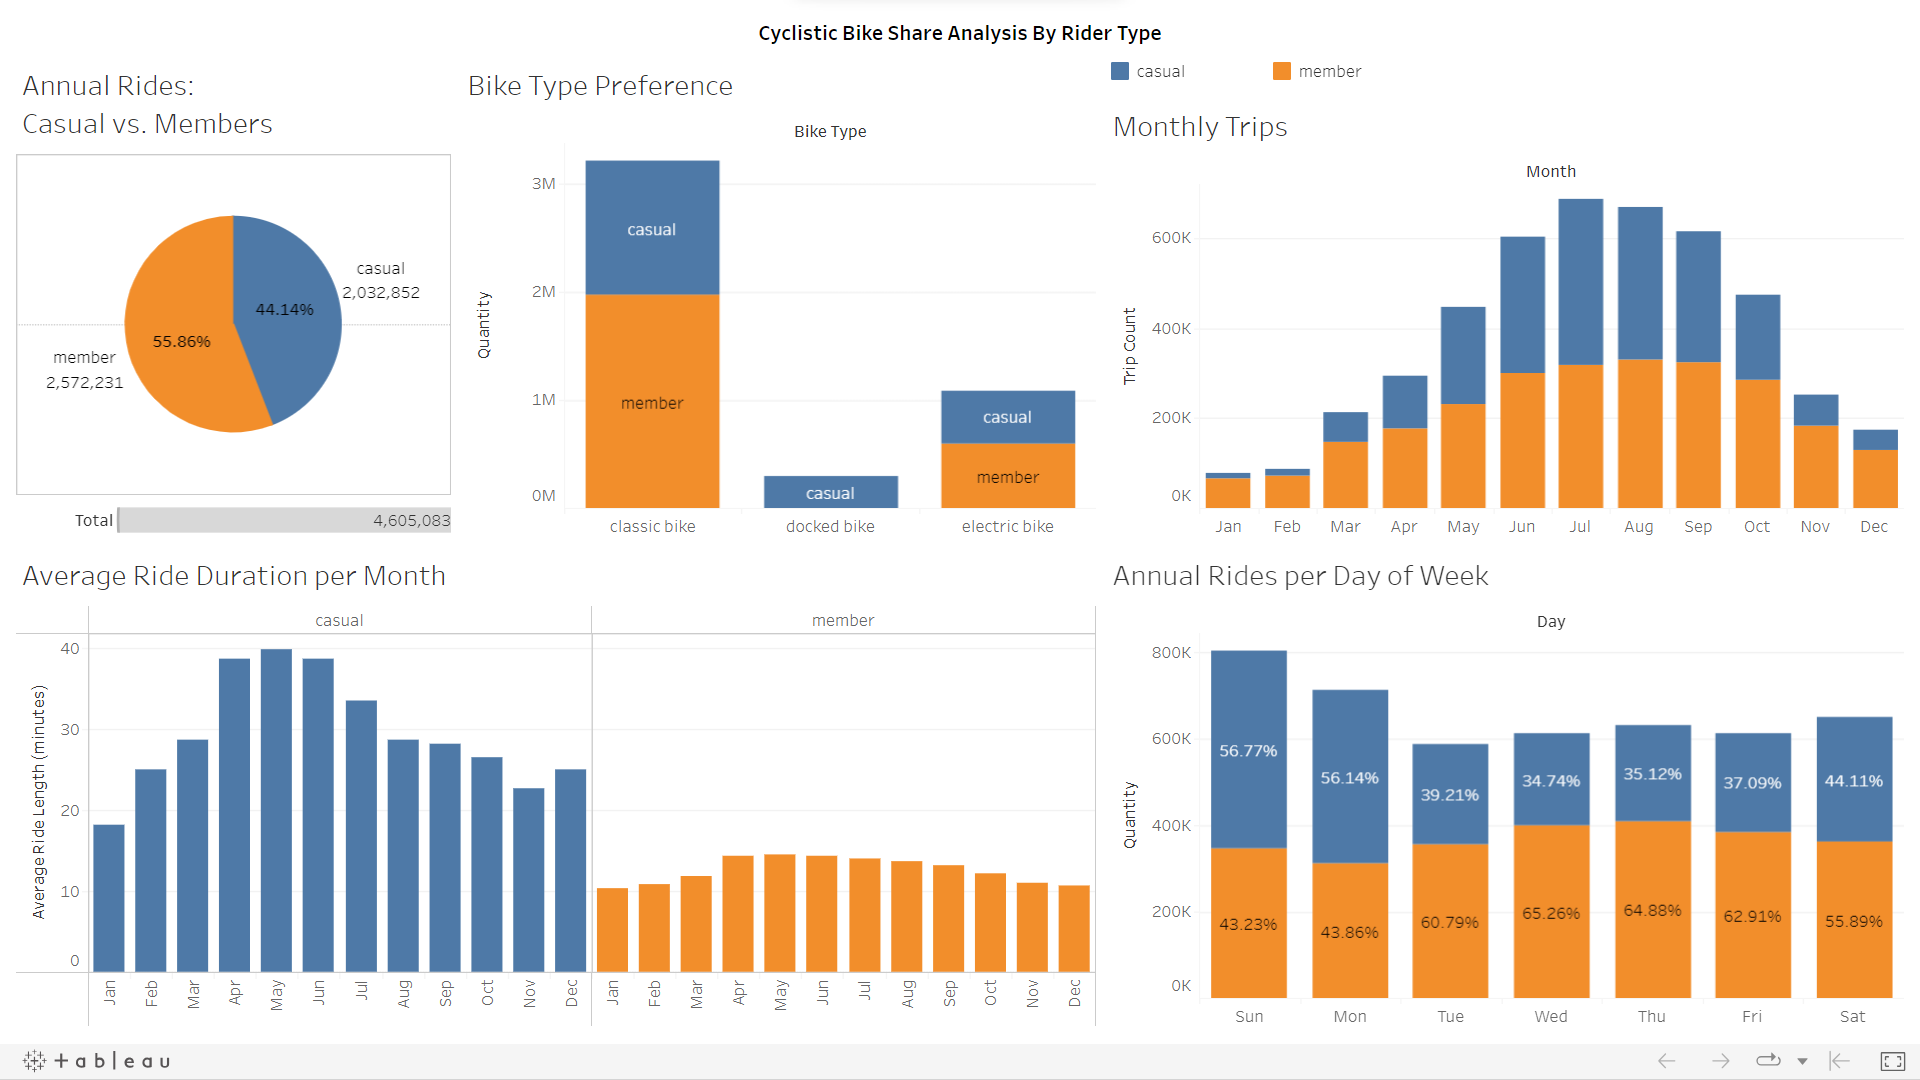 Cyclistic Bike Share Analysis By Rider Type
casual
member
Annual Rides:
Casual vs. Members
casual
2,032,852
44.14%
55.86%
member
2,572,231
Total
4,605,083
Bike Type Preference
Bike Type
Quantity
3M
2M
1M
0M
casual
member
casual
casual
member
classic bike
docked bike
electric bike
Monthly Trips
Month
Trip Count
600K
400K
200K
0K
Jan
Feb
Mar
Apr
May
Jun
Jul
Aug
Sep
Oct
Nov
Dec
Average Ride Duration per Month
casual
member
Average Ride Length (minutes)
40
30
20
10
0
Jan
Feb
Mar
Apr
May
Jun
Jul
Aug
Sep
Oct
Nov
Dec
Jan
Feb
Mar
Apr
May
Jun
Jul
Aug
Sep
Oct
Nov
Dec
Annual Rides per Day of Week
Day
Quantity
800K
600K
400K
200K
0K
56.77%
56.14%
39.21%
34.74%
35.12%
37.09%
44.11%
43.23%
43.86%
60.79%
65.26%
64.88%
62.91%
55.89%
Sun
Mon
Tue
Wed
Thu
Fri
Sat
+ a b l e a u